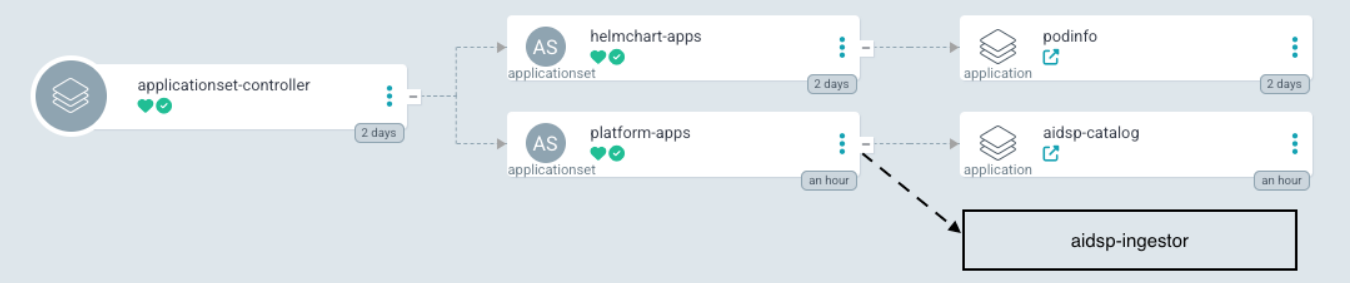 applicationset-controller
2 days
AS
applicationset
helmchart-apps
2 days
application
podinfo
2 days
AS
applicationset
platform-apps
an hour
application
aidsp-catalog
an hour
aidsp-ingestor